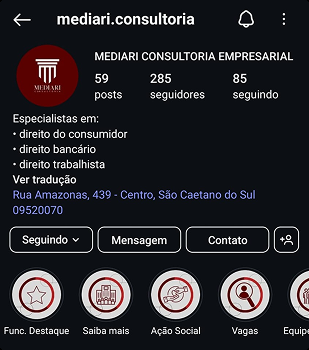 mediari.consultoria
MEDIARI
MEDIARI CONSULTORIA EMPRESARIAL
59 285 85
posts seguidores seguindo
Especialistas em:
• direito do consumidor
• direito bancário
• direito trabalhista
Ver tradução
Rua Amazonas, 439 - Centro, São Caetano do Sul
09520070
Seguindo Mensagem Contato
Func. Destaque Saiba mais Ação Social Vagas Equipe